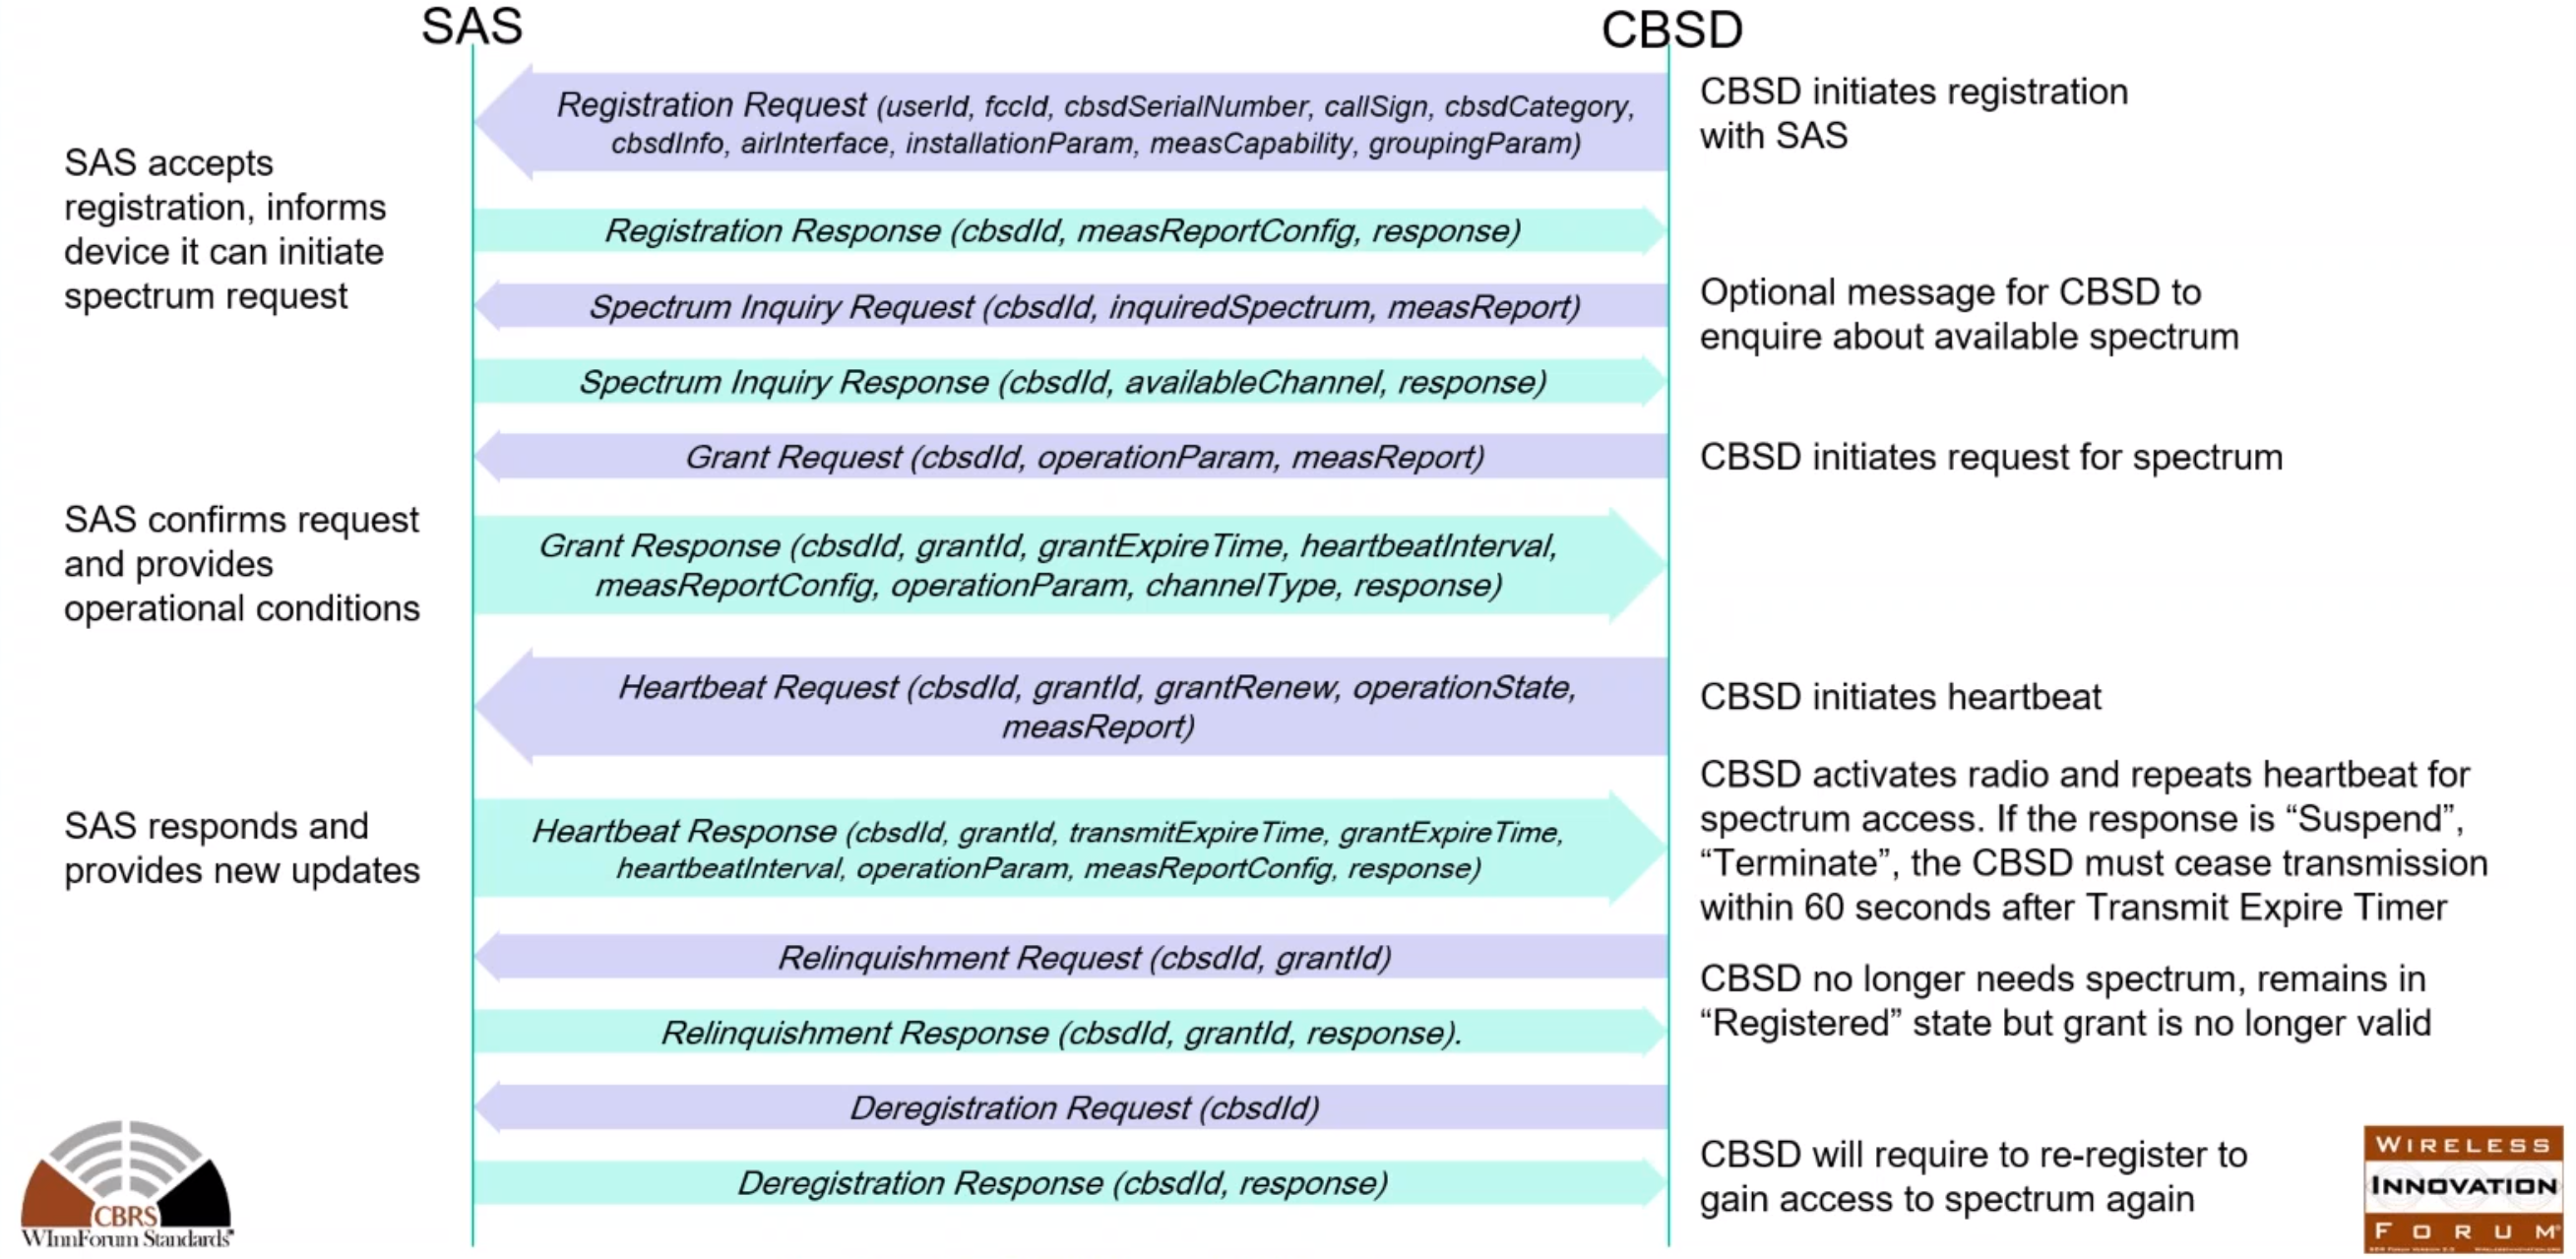 SAS
CBSD
Registration Request (userId, fccId, cbsdSerialNumber, callSign, cbsdCategory,
cbsdInfo, airInterface, installationParam, measCapability, groupingParam)
CBSD initiates registration
with SAS
SAS accepts
registration, informs
device it can initiate
spectrum request
Registration Response (cbsdId, measReportConfig, response)
Spectrum Inquiry Request (cbsdId, inquiredSpectrum, measReport)
Optional message for CBSD to
enquire about available spectrum
Spectrum Inquiry Response (cbsdId, availableChannel, response)
Grant Request (cbsdId, operationParam, measReport)
CBSD initiates request for spectrum
SAS confirms request
and provides
operational conditions
Grant Response (cbsdId, grantId, grantExpireTime, heartbeatInterval,
measReportConfig, operationParam, channelType, response)
Heartbeat Request (cbsdId, grantId, grantRenew, operationState,
measReport)
CBSD initiates heartbeat
SAS responds and
provides new updates
Heartbeat Response (cbsdId, grantId, transmitExpireTime, grantExpireTime,
heartbeatInterval, operationParam, measReportConfig, response)
CBSD activates radio and repeats heartbeat for
spectrum access. If the response is “Suspend”,
“Terminate”, the CBSD must cease transmission
within 60 seconds after Transmit Expire Timer
Relinquishment Request (cbsdId, grantId)
Relinquishment Response (cbsdId, grantId, response).
CBSD no longer needs spectrum, remains in
“Registered” state but grant is no longer valid
Deregistration Request (cbsdId)
Deregistration Response (cbsdId, response)
CBSD will require to re-register to
gain access to spectrum again
CBRS
WInnForum Standards
WIRELESS
INNOVATION
FORUM